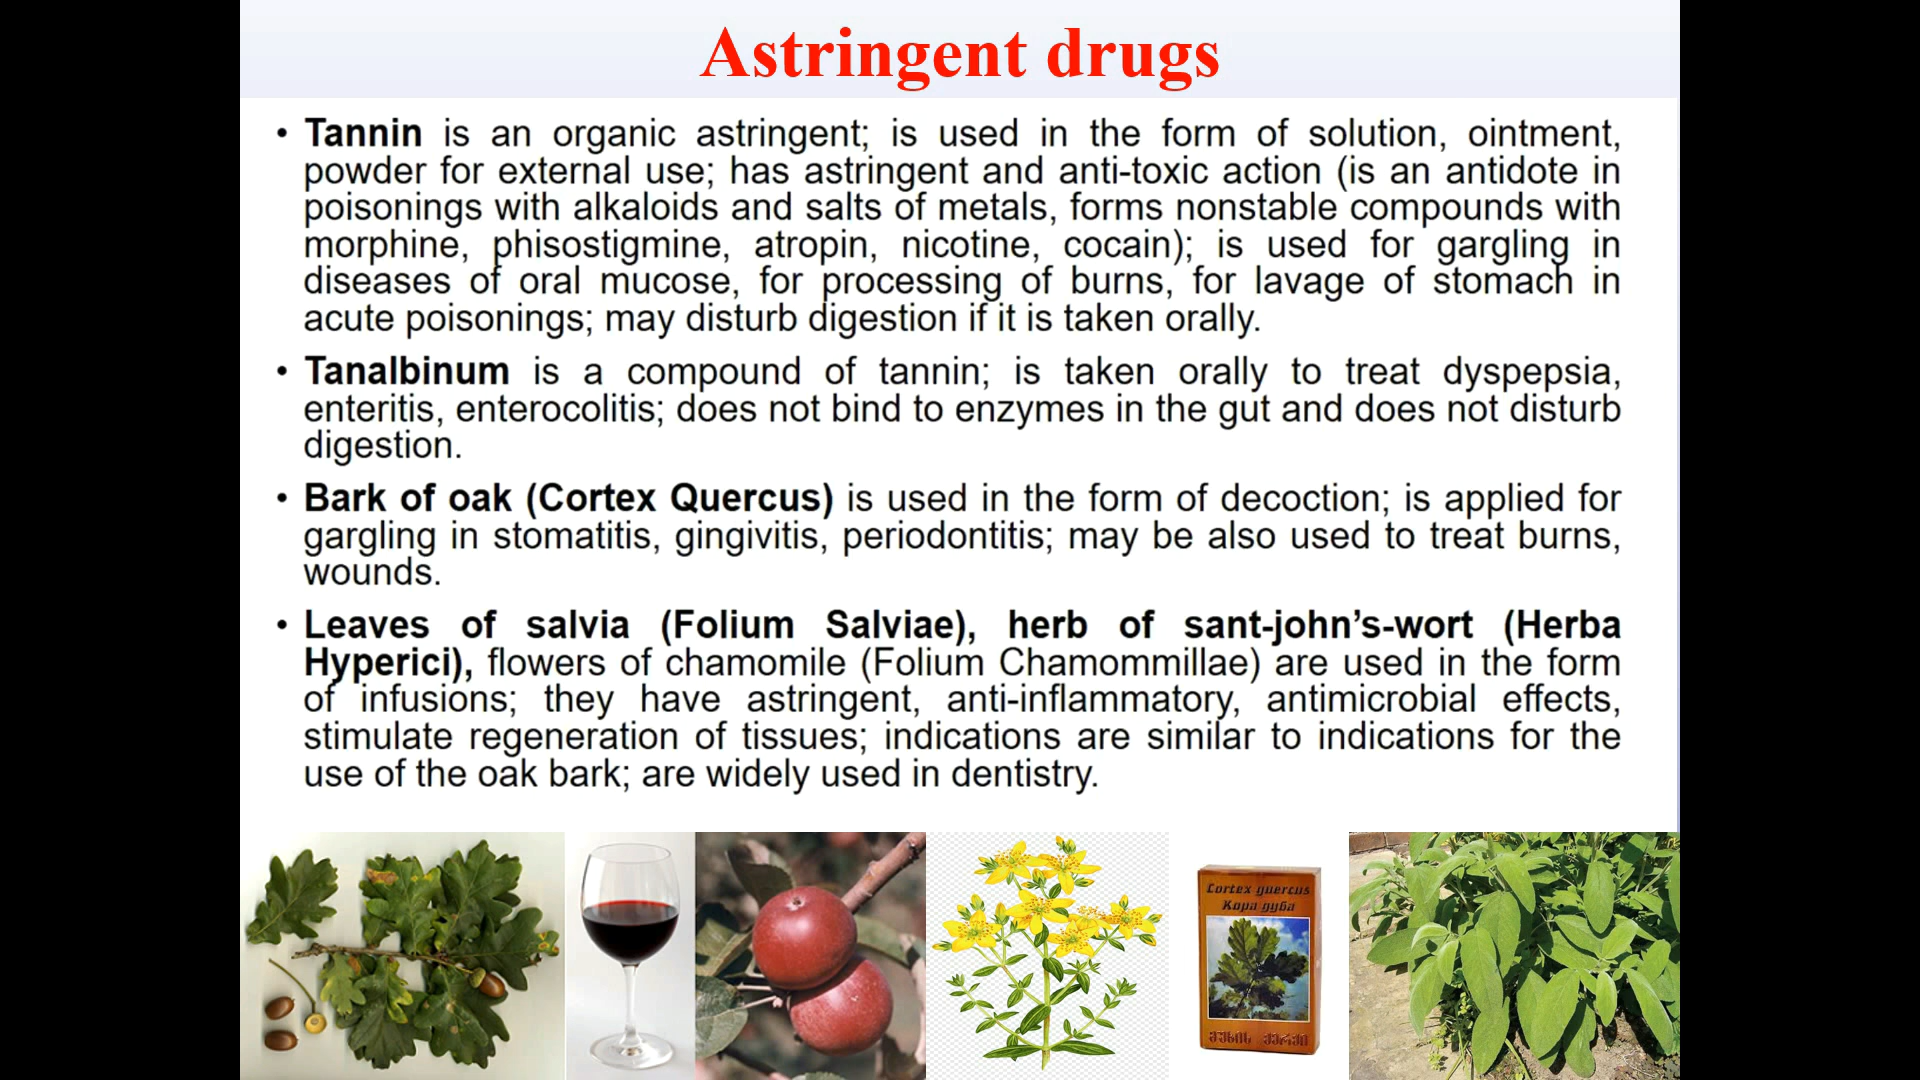 Astringent drugs
• Tannin is an organic astringent; is used in the form of solution, ointment,
powder for external use; has astringent and anti-toxic action (is an antidote in
poisonings with alkaloids and salts of metals, forms nonstable compounds with
morphine, phisostigmine, atropin, nicotine, cocain); is used for gargling in
diseases of oral mucose, for processing of burns, for lavage of stomach in
acute poisonings; may disturb digestion if it is taken orally.
• Tanalbinum is a compound of tannin; is taken orally to treat dyspepsia,
enteritis, enterocolitis; does not bind to enzymes in the gut and does not disturb
digestion.
• Bark of oak (Cortex Quercus) is used in the form of decoction; is applied for
gargling in stomatitis, gingivitis, periodontitis; may be also used to treat burns,
wounds.
• Leaves of salvia (Folium Salviae), herb of sant-john’s-wort (Herba
Hyperici), flowers of chamomile (Folium Chamommillae) are used in the form
of infusions; they have astringent, anti-inflammatory, antimicrobial effects,
stimulate regeneration of tissues; indications are similar to indications for the
use of the oak bark; are widely used in dentistry.
Cortex quercus
Кора дуба
მუხის ქერქი